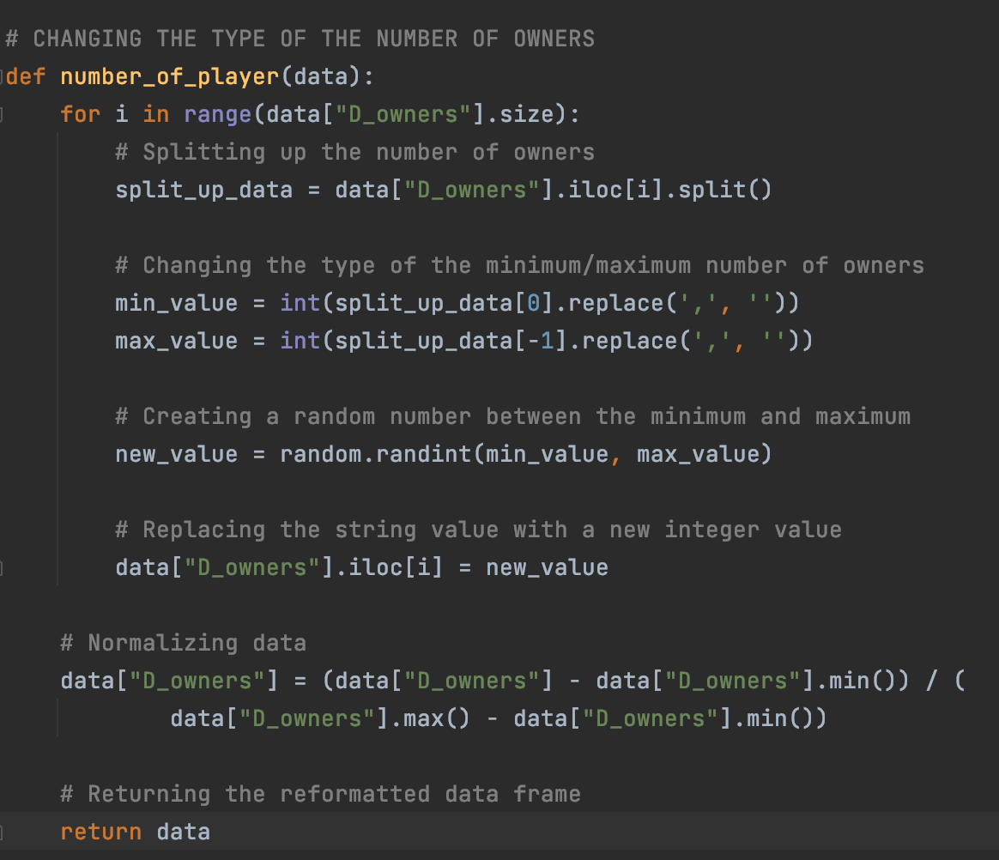 # CHANGING THE TYPE OF THE NUMBER OF OWNERS
def number_of_player(data):
    for i in range(data["D_owners"].size):
        # Splitting up the number of owners
        split_up_data = data["D_owners"].iloc[i].split()

        # Changing the type of the minimum/maximum number of owners
        min_value = int(split_up_data[0].replace(',', ''))
        max_value = int(split_up_data[-1].replace(',', ''))

        # Creating a random number between the minimum and maximum
        new_value = random.randint(min_value, max_value)

        # Replacing the string value with a new integer value
        data["D_owners"].iloc[i] = new_value

    # Normalizing data
    data["D_owners"] = (data["D_owners"] - data["D_owners"].min()) / (
            data["D_owners"].max() - data["D_owners"].min())

    # Returning the reformatted data frame
    return data